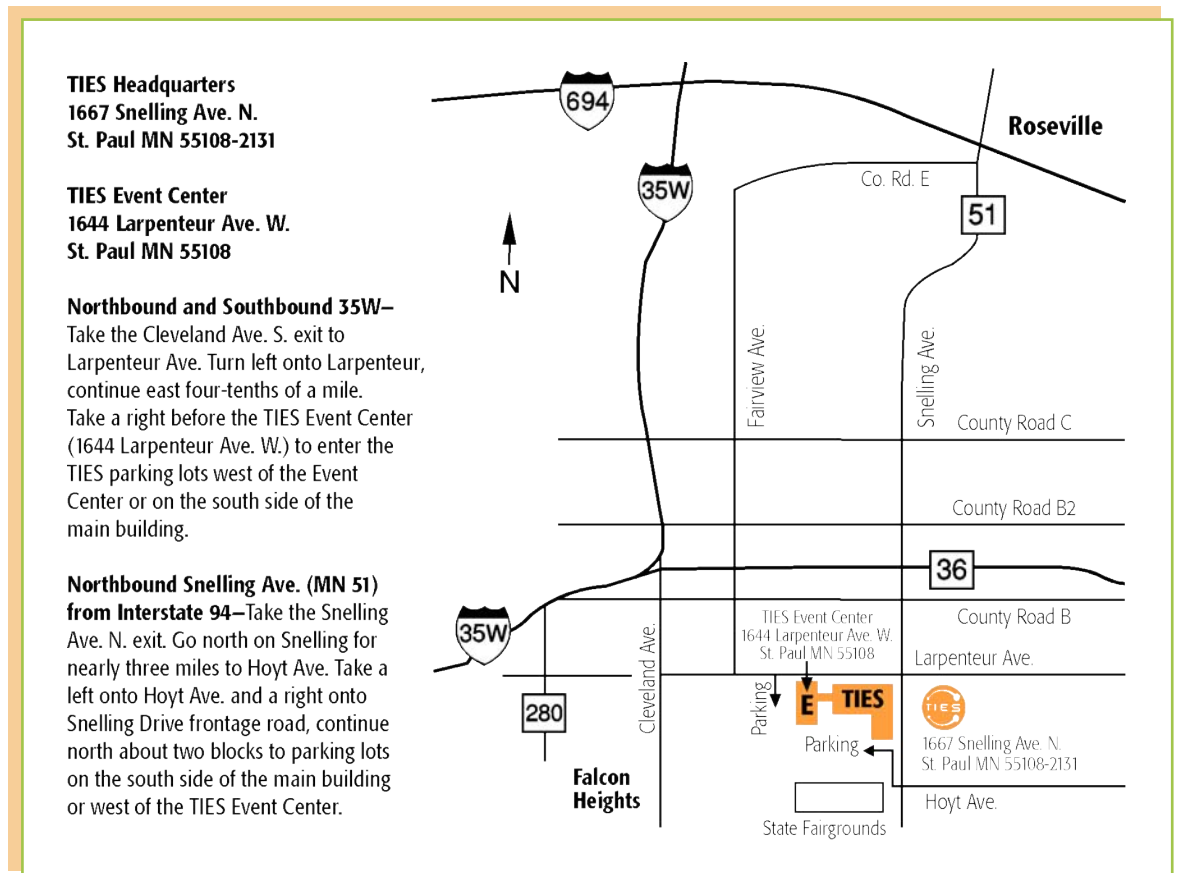 TIES Headquarters
1667 Snelling Ave. N.
St. Paul MN 55108-2131
TIES Event Center
1644 Larpenteur Ave. W.
St. Paul MN 55108
Northbound and Southbound 35W–
Take the Cleveland Ave. S. exit to
Larpenteur Ave. Turn left onto Larpenteur,
continue east four-tenths of a mile.
Take a right before the TIES Event Center
(1644 Larpenteur Ave. W.) to enter the
TIES parking lots west of the Event
Center or on the south side of the
main building.
Northbound Snelling Ave. (MN 51)
from Interstate 94–Take the Snelling
Ave. N. exit. Go north on Snelling for
nearly three miles to Hoyt Ave. Take a
left onto Hoyt Ave. and a right onto
Snelling Drive frontage road, continue
north about two blocks to parking lots
on the south side of the main building
or west of the TIES Event Center.
694
Roseville
35W
Co. Rd. E
51
N
Fairview Ave.
Snelling Ave.
County Road C
County Road B2
36
35W
TIES Event Center
1644 Larpenteur Ave. W.
St. Paul MN 55108
County Road B
Cleveland Ave.
Larpenteur Ave.
280
Parking
E
TIES
TIES
Parking
1667 Snelling Ave. N.
St. Paul MN 55108-2131
Falcon
Heights
Hoyt Ave.
State Fairgrounds